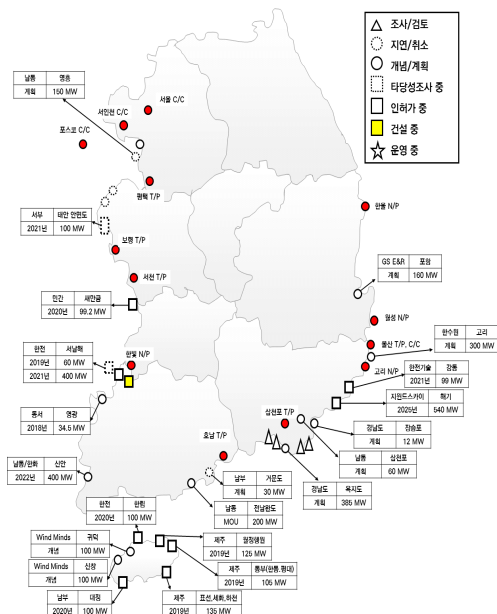 조사/검토
지연/취소
개념/계획
타당성조사 중
인허가 중
건설 중
운영 중
남동 영흥
계획 150 MW
서울 C/C
서인천 C/C
포스코 C/C
평택 T/P
한울 N/P
서부 태안 안면도
2021년 100 MW
보령 T/P
서천 T/P
GS E&R 포항
계획 160 MW
민간 새만금
2020년 99.2 MW
월성 N/P
울산 T/P, C/C
한수원 고리
계획 300 MW
한전 서남해
2019년 60 MW
2021년 400 MW
한빛 N/P
고리 N/P
한전기술 강동
2021년 99 MW
지윈드스카이 해기
2025년 540 MW
동서 영광
2018년 34.5 MW
삼천포 T/P
경남도 장승포
계획 12 MW
호남 T/P
남동 삼천포
계획 60 MW
남동/한화 신안
2022년 400 MW
남부 거문도
계획 30 MW
경남도 욕지도
계획 385 MW
남동 전남완도
MOU 200 MW
한전 한림
2020년 100 MW
Wind Minds 귀덕
개념 100 MW
제주 월정행원
2019년 125 MW
Wind Minds 신창
개념 100 MW
제주 동부(한동,평대)
2019년 105 MW
남부 대정
2020년 100 MW
제주 표선,세화,하천
2019년 135 MW